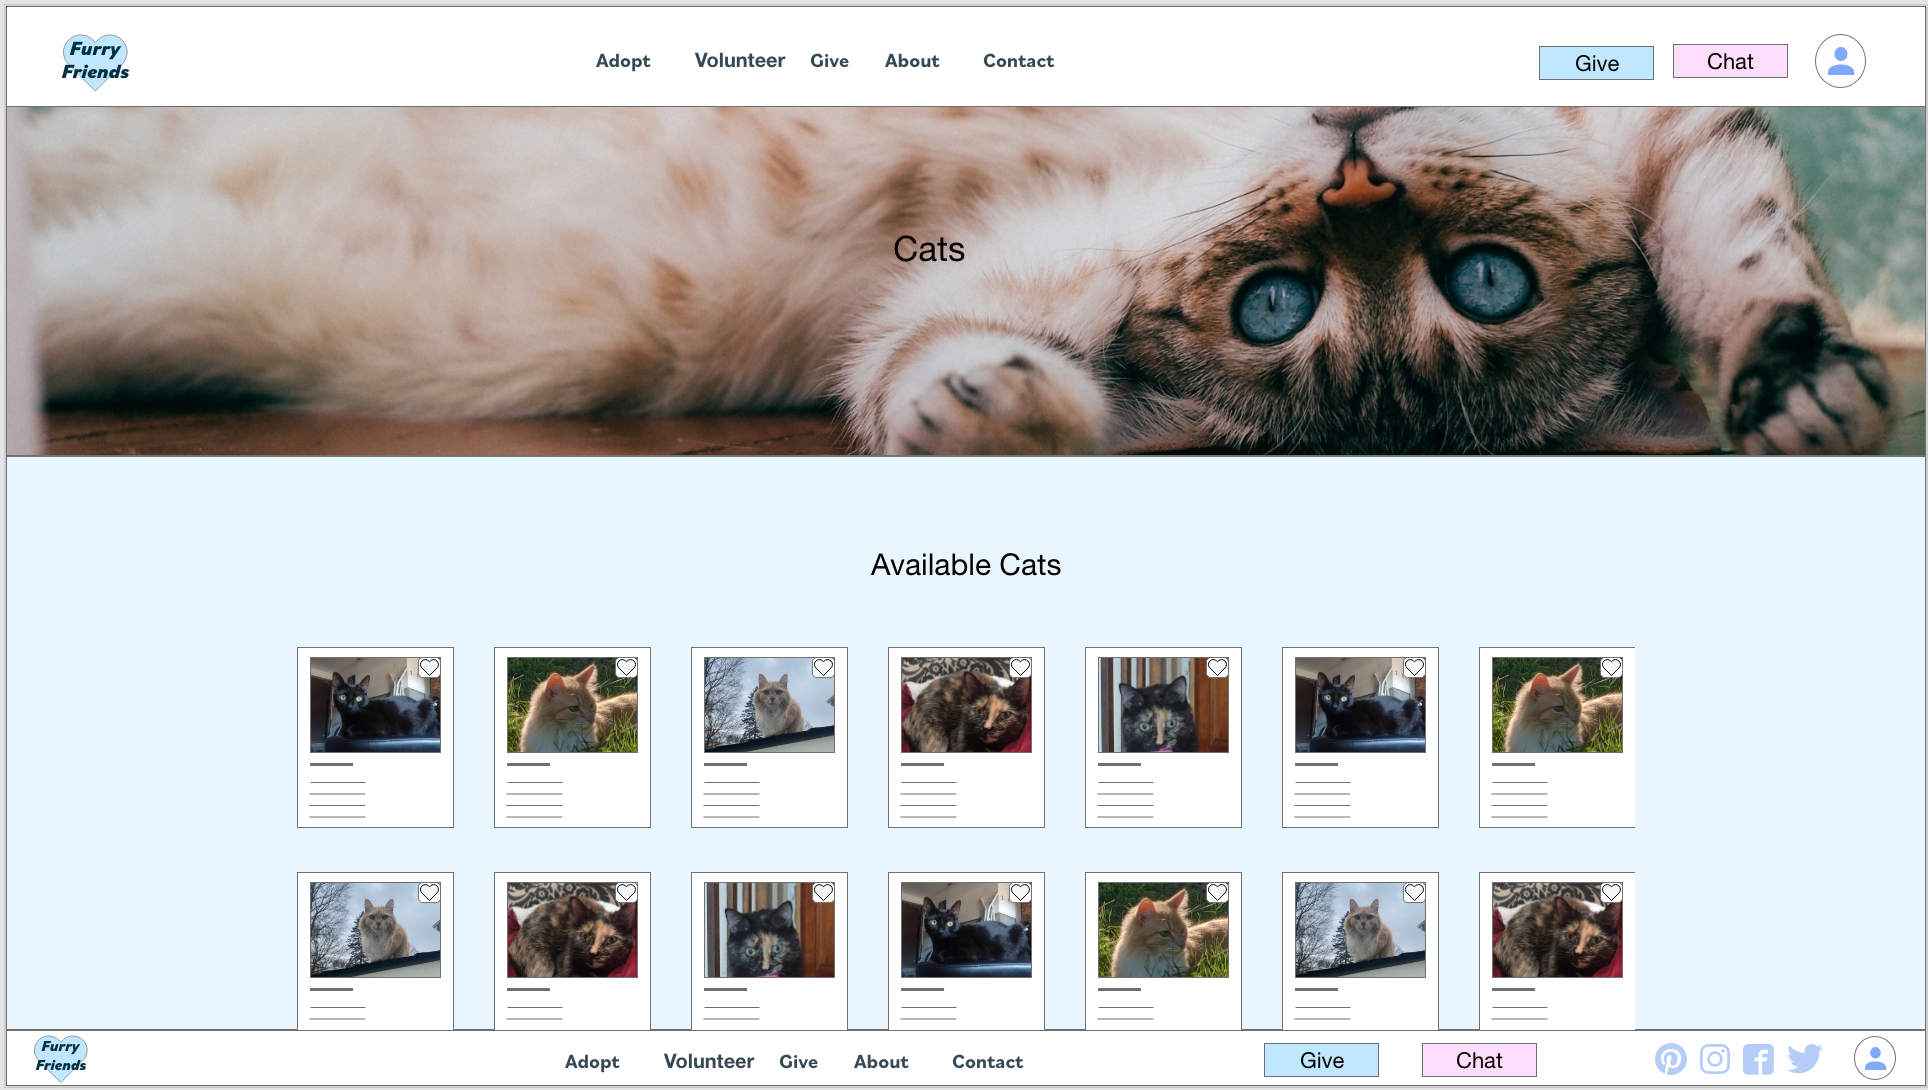 Furry
Friends
Adopt Volunteer Give About Contact
Give Chat
Cats
Available Cats
Furry
Friends
Adopt Volunteer Give About Contact
Give Chat